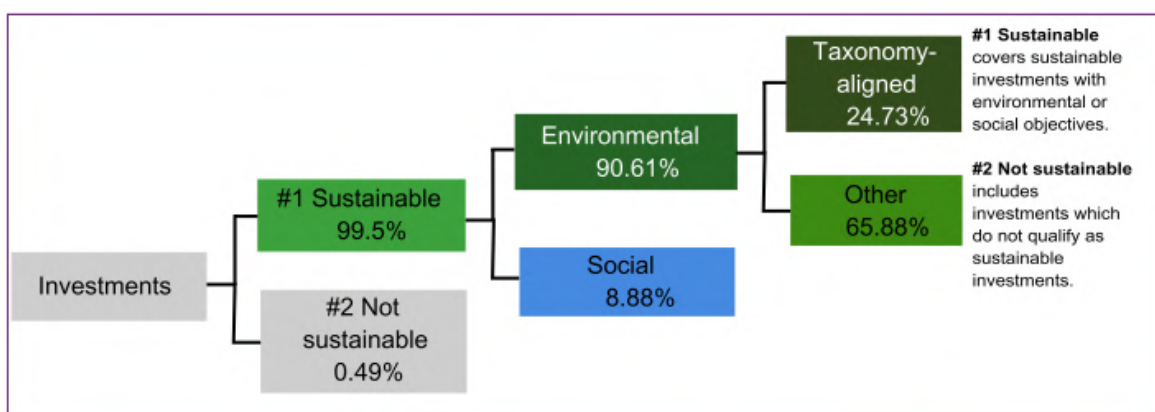 Investments
#1 Sustainable
99.5%
#2 Not
sustainable
0.49%
Environmental
90.61%
Social
8.88%
Taxonomy-
aligned
24.73%
Other
65.88%
#1 Sustainable
covers sustainable
investments with
environmental or
social objectives.
#2 Not sustainable
includes
investments which
do not qualify as
sustainable
investments.